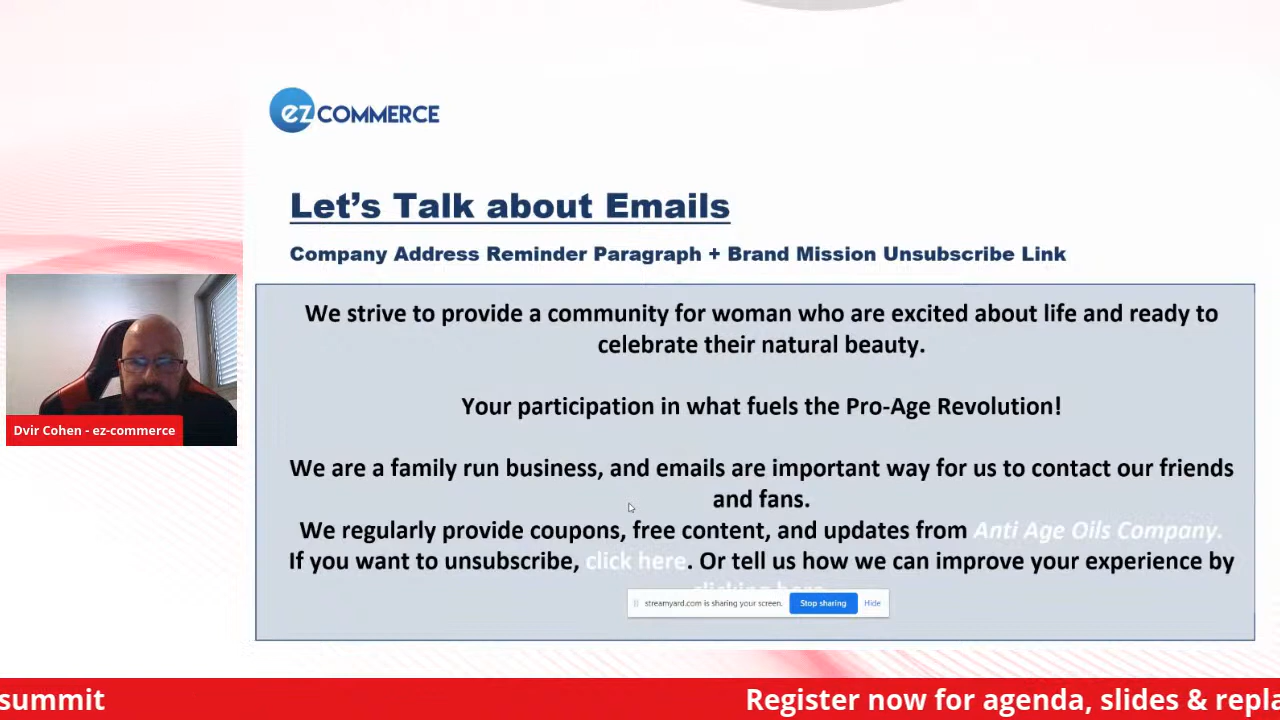 ez COMMERCE
Let's Talk about Emails
Company Address Reminder Paragraph + Brand Mission Unsubscribe Link
We strive to provide a community for woman who are excited about life and ready to
celebrate their natural beauty.
Your participation in what fuels the Pro-Age Revolution!
We are a family run business, and emails are important way for us to contact our friends
and fans.
We regularly provide coupons, free content, and updates from Anti Age Oils Company.
If you want to unsubscribe, click here. Or tell us how we can improve your experience by
clicking here
streamyard.com is sharing your screen. Stop sharing Hide
Dvir Cohen - ez-commerce
summit Register now for agenda, slides & repla